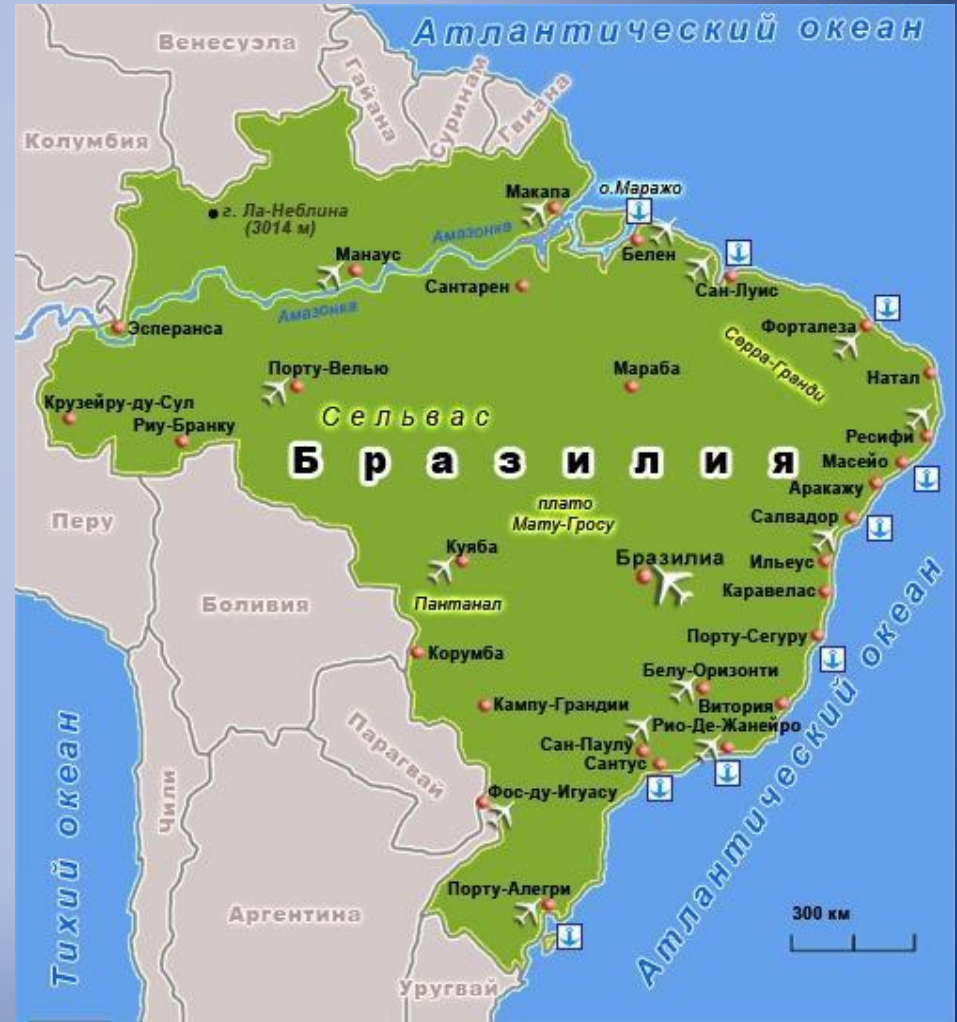 Атлантический океан
Венесуэла
Гайана
Суринам
Гвиана
Колумбия
Макапа
о.Маражо
г. Ла-Неблина
(3014 м)
Амазонка
Манаус
Белен
Сантарен
Сан-Луис
Амазонка
Эсперанса
Форталеза
Серра-Гранди
Порту-Велью
Мараба
Натал
Крузейру-ду-Сул
Сельвас
Риу-Бранку
Ресифи
Бразилия
Масейо
Аракажу
плато
Мату-Гросу
Перу
Салвадор
Куяба
Бразилиа
Ильеус
Каравелас
Боливия
Пантанал
Порту-Сегуру
Корумба
Белу-Оризонти
Атлантический океан
Кампу-Грандии
Витория
Рио-Де-Жанейро
Парагвай
Сан-Паулу
Сантус
Тихий океан
Чили
Фос-ду-Игуасу
Порту-Алегри
Аргентина
300 км
Уругвай